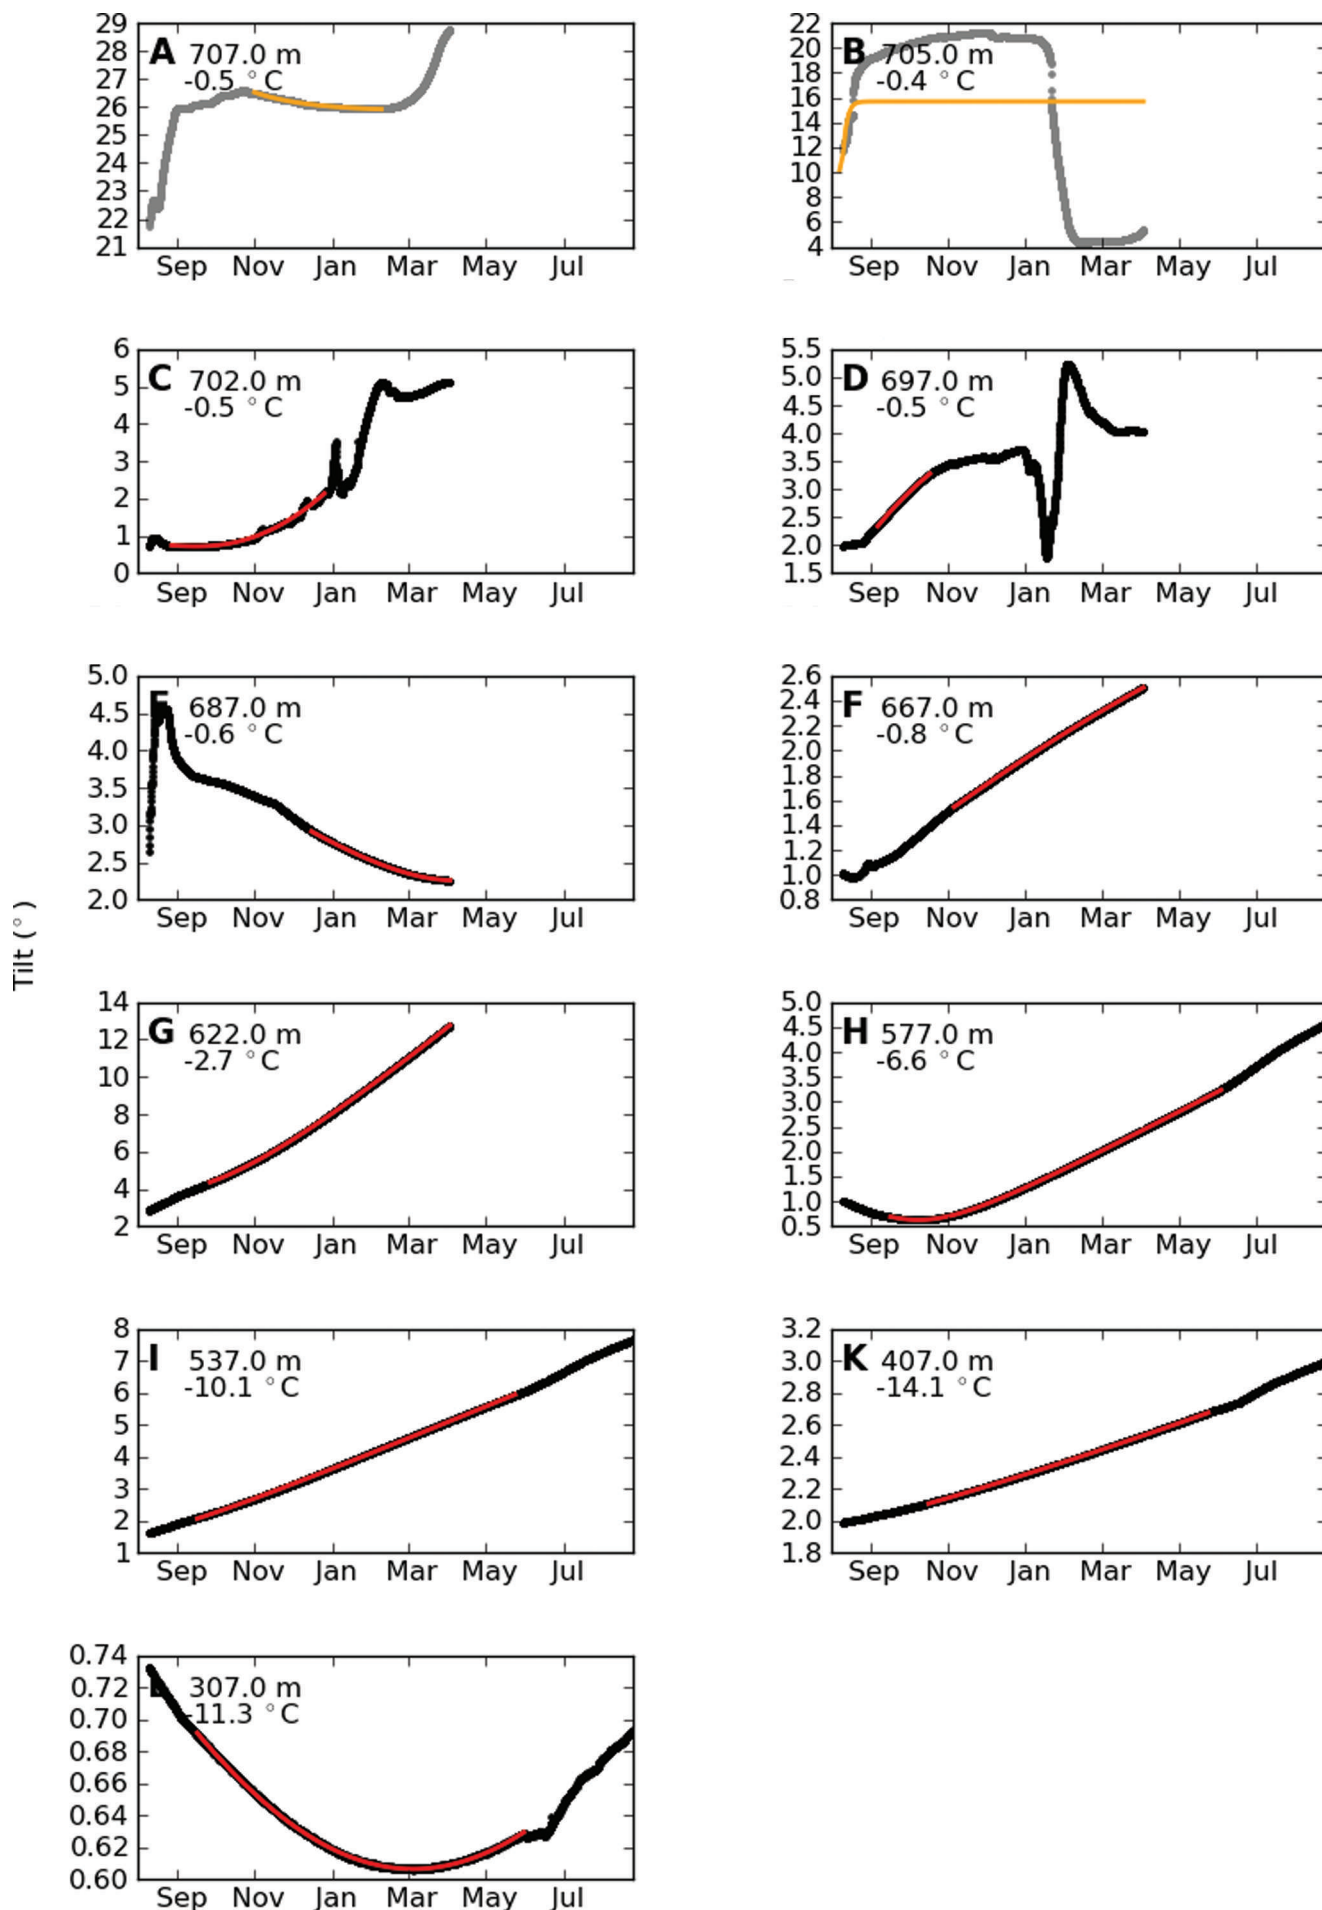 Tilt (°)
29
28
27
26
25
24
23
22
21
A 707.0 m
-0.5 °C
Sep Nov Jan Mar May Jul
22
20
18
16
14
12
10
8
6
4
B 705.0 m
-0.4 °C
Sep Nov Jan Mar May Jul
6
5
4
3
2
1
0
C 702.0 m
-0.5 °C
Sep Nov Jan Mar May Jul
5.5
5.0
4.5
4.0
3.5
3.0
2.5
2.0
1.5
D 697.0 m
-0.5 °C
Sep Nov Jan Mar May Jul
5.0
4.5
4.0
3.5
3.0
2.5
2.0
E 687.0 m
-0.6 °C
Sep Nov Jan Mar May Jul
2.6
2.4
2.2
2.0
1.8
1.6
1.4
1.2
1.0
0.8
F 667.0 m
-0.8 °C
Sep Nov Jan Mar May Jul
14
12
10
8
6
4
2
G 622.0 m
-2.7 °C
Sep Nov Jan Mar May Jul
5.0
4.5
4.0
3.5
3.0
2.5
2.0
1.5
1.0
0.5
H 577.0 m
-6.6 °C
Sep Nov Jan Mar May Jul
8
7
6
5
4
3
2
1
I 537.0 m
-10.1 °C
Sep Nov Jan Mar May Jul
3.2
3.0
2.8
2.6
2.4
2.2
2.0
1.8
K 407.0 m
-14.1 °C
Sep Nov Jan Mar May Jul
0.74
0.72
0.70
0.68
0.66
0.64
0.62
0.60
307.0 m
-11.3 °C
Sep Nov Jan Mar May Jul